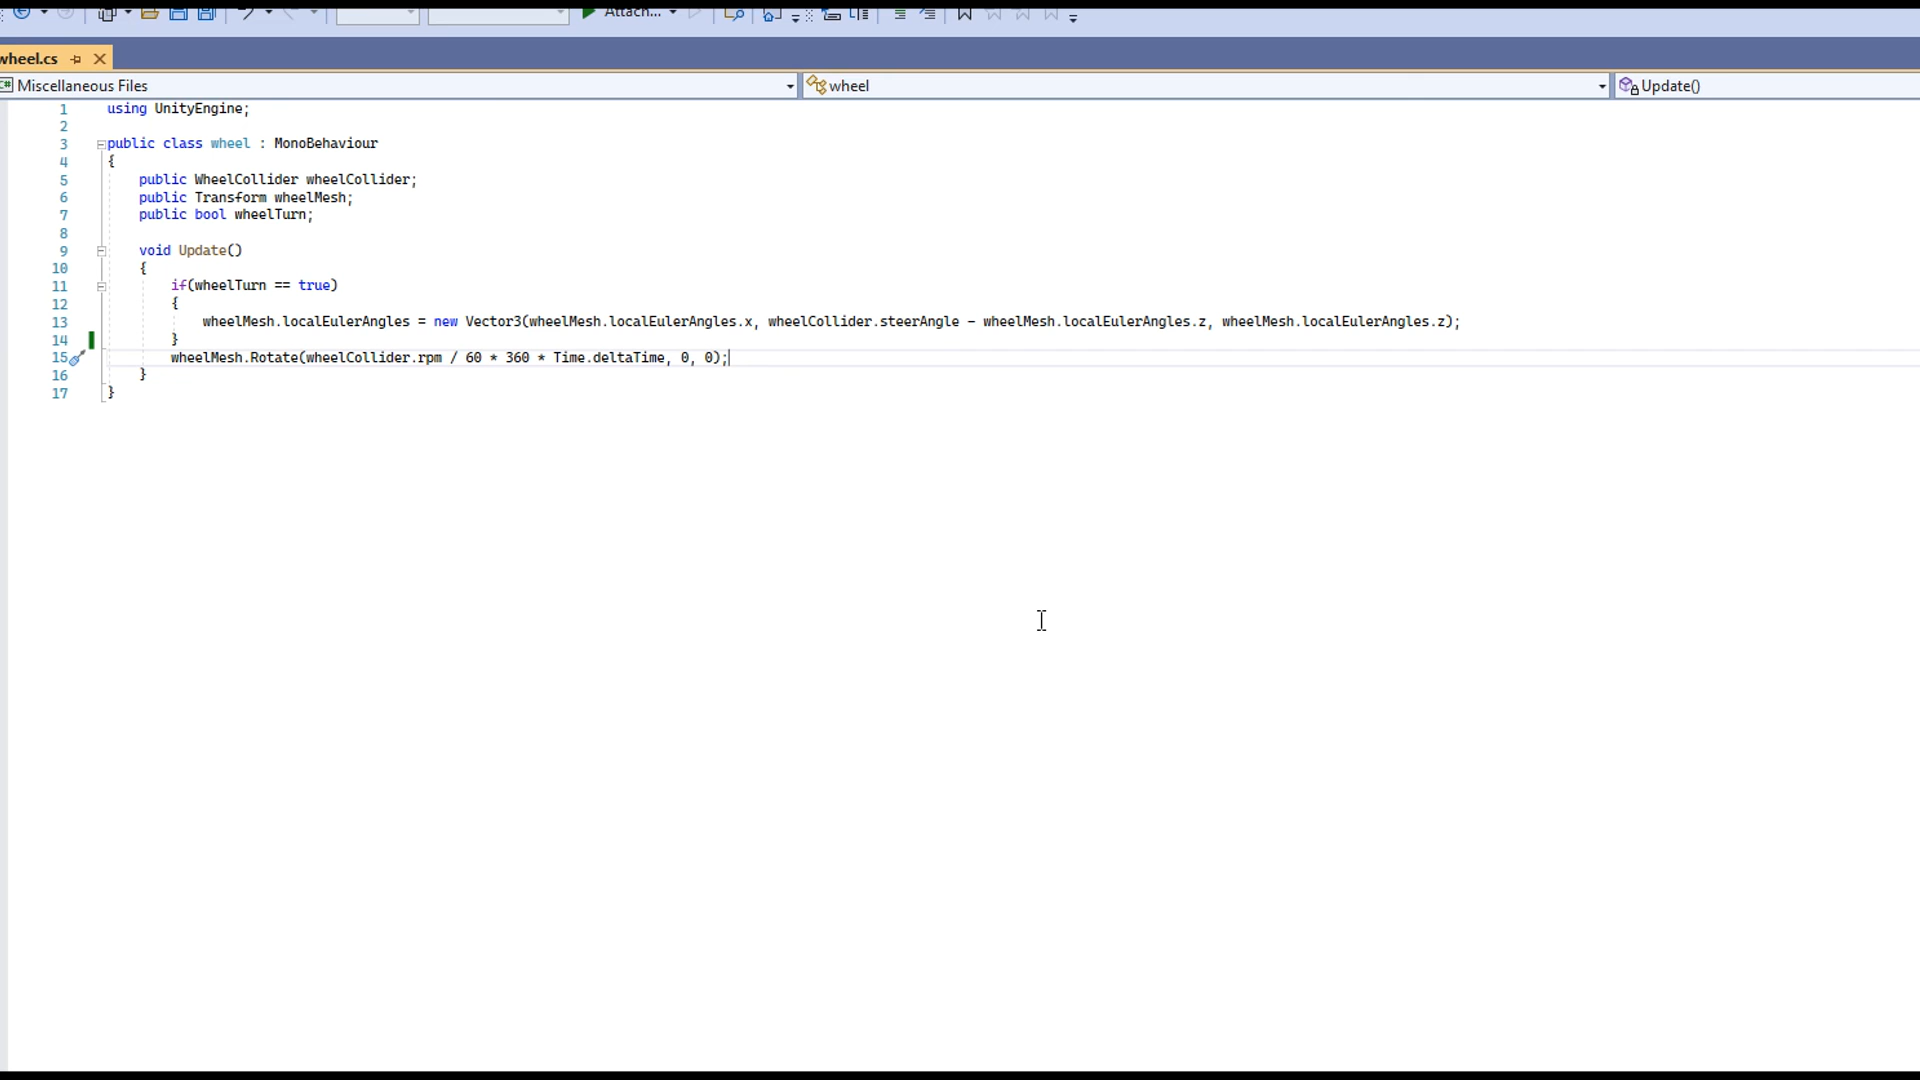 Attach...
wheel.cs
Miscellaneous Files
wheel
Update()
1 using UnityEngine;
2
3 public class wheel : MonoBehaviour
4 {
5 public WheelCollider wheelCollider;
6 public Transform wheelMesh;
7 public bool wheelTurn;
8
9 void Update()
10 {
11 if(wheelTurn == true)
12 {
13 wheelMesh.localEulerAngles = new Vector3(wheelMesh.localEulerAngles.x, wheelCollider.steerAngle - wheelMesh.localEulerAngles.z, wheelMesh.localEulerAngles.z);
14 }
15 wheelMesh.Rotate(wheelCollider.rpm / 60 * 360 * Time.deltaTime, 0, 0);
16 }
17 }